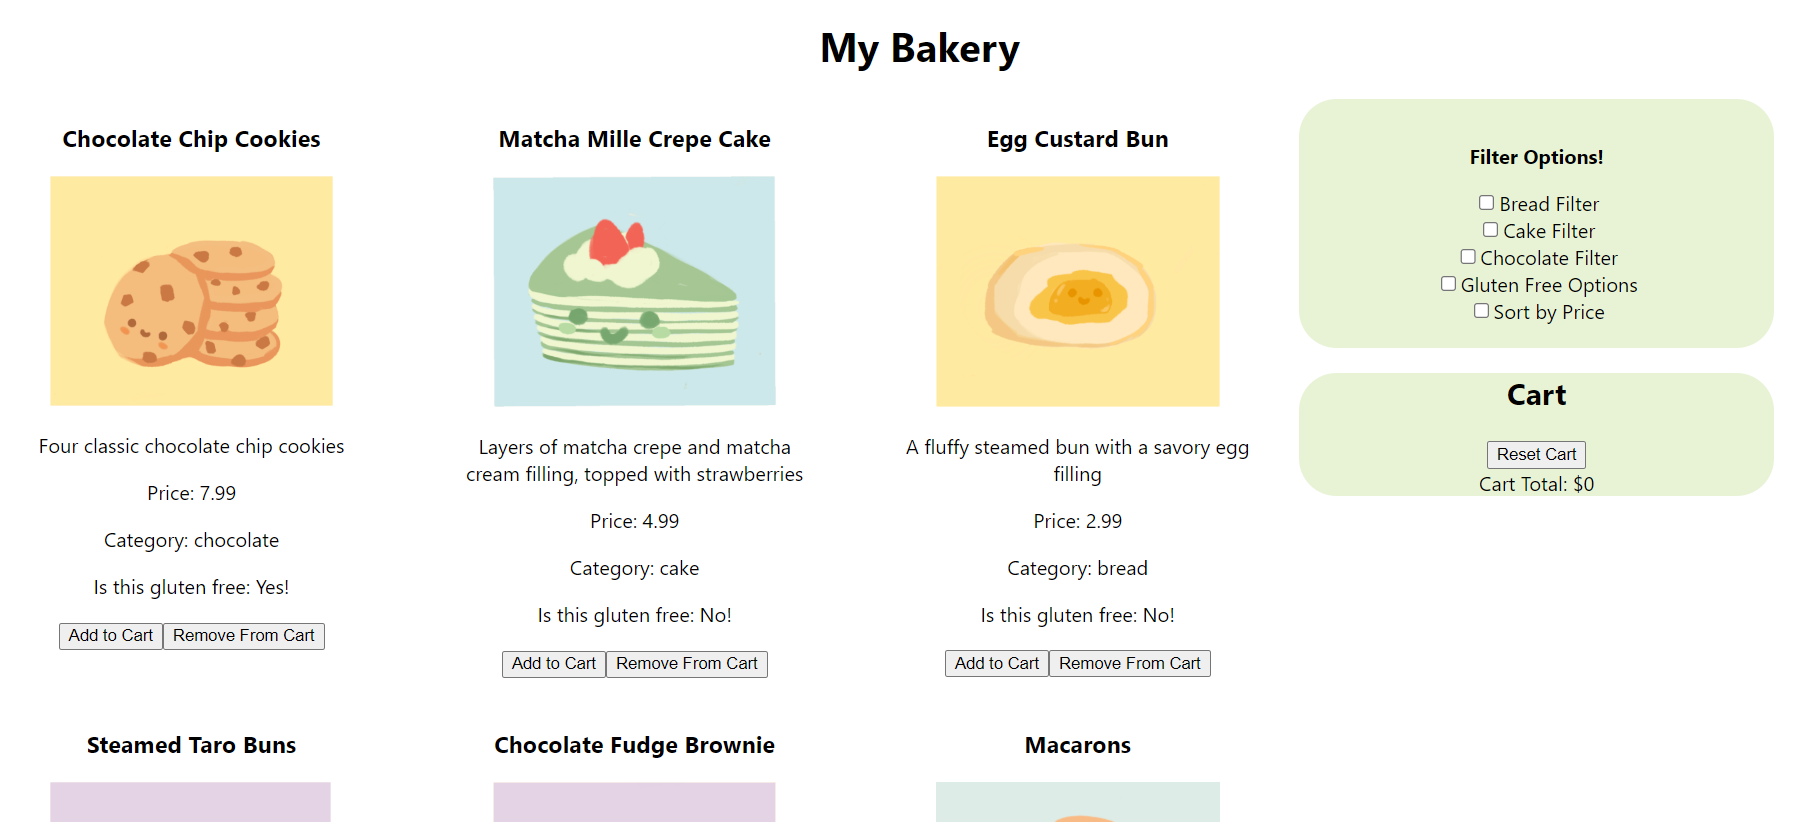 My Bakery
Chocolate Chip Cookies
Four classic chocolate chip cookies
Price: 7.99
Category: chocolate
Is this gluten free: Yes!
Add to Cart Remove From Cart
Matcha Mille Crepe Cake
Layers of matcha crepe and matcha
cream filling, topped with strawberries
Price: 4.99
Category: cake
Is this gluten free: No!
Add to Cart Remove From Cart
Egg Custard Bun
A fluffy steamed bun with a savory egg
filling
Price: 2.99
Category: bread
Is this gluten free: No!
Add to Cart Remove From Cart
Steamed Taro Buns
Chocolate Fudge Brownie
Macarons
Filter Options!
Bread Filter
Cake Filter
Chocolate Filter
Gluten Free Options
Sort by Price
Cart
Reset Cart
Cart Total: $0